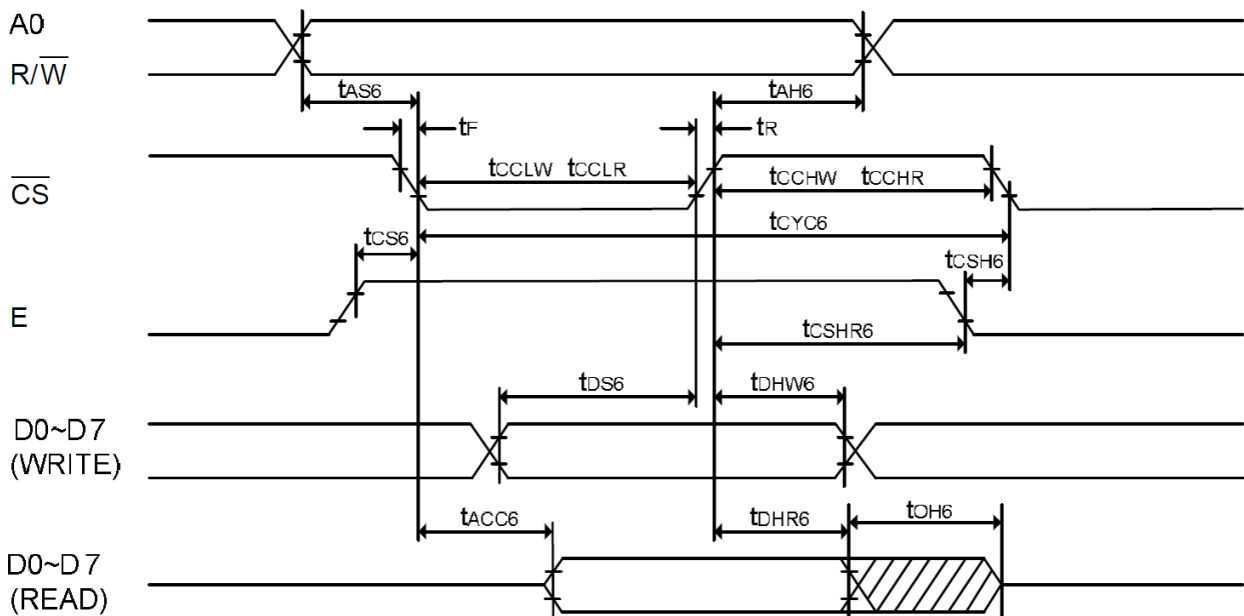 A0
R/W̅
tAS6
tAH6
tF
tR
C̅S̅
tCCLW tCCLR
tCCHW tCCHR
tCYC6
tCS6
tCSH6
E
tCSHR6
tDS6
tDHW6
D0~D7
(WRITE)
tACC6
tDHR6
tOH6
D0~D7
(READ)